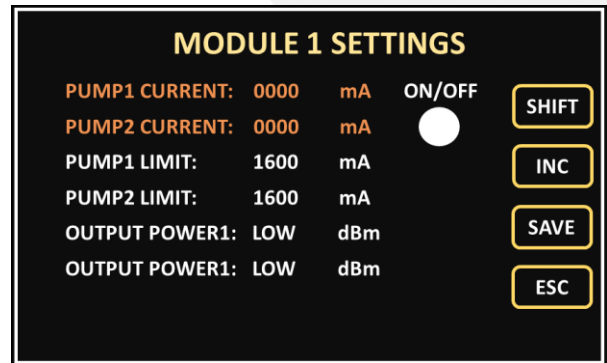 MODULE 1 SETTINGS
PUMP1 CURRENT: 0000 mA ON/OFF
PUMP2 CURRENT: 0000 mA
PUMP1 LIMIT: 1600 mA
PUMP2 LIMIT: 1600 mA
OUTPUT POWER1: LOW dBm
OUTPUT POWER1: LOW dBm
SHIFT
INC
SAVE
ESC